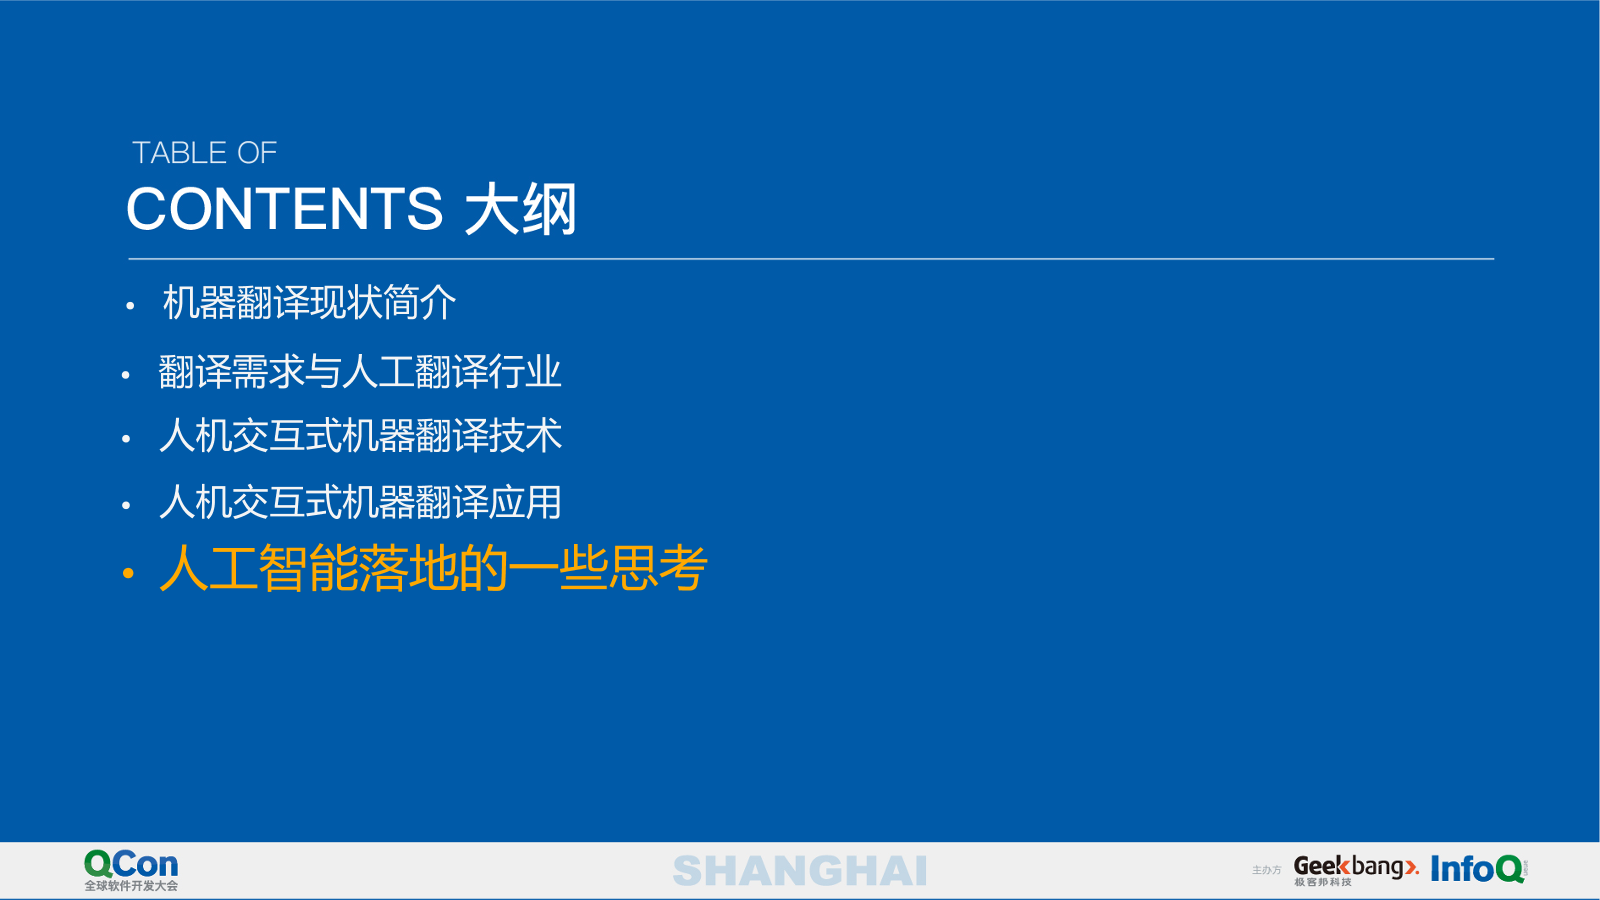 TABLE OF
CONTENTS 大纲
• 机器翻译现状简介
• 翻译需求与人工翻译行业
• 人机交互式机器翻译技术
• 人机交互式机器翻译应用
• 人工智能落地的一些思考
QCon
全球软件开发大会
SHANGHAI
主办方
Geekbang
极客邦科技
InfoQ